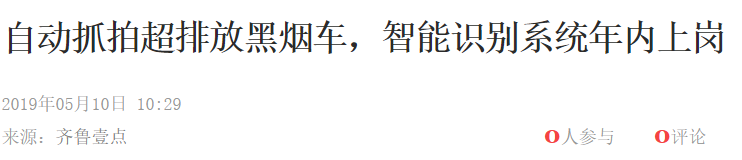 自动抓拍超排放黑烟车，智能识别系统年内上岗
2019年05月10日 10:29
来源：齐鲁壹点 0人参与 0评论